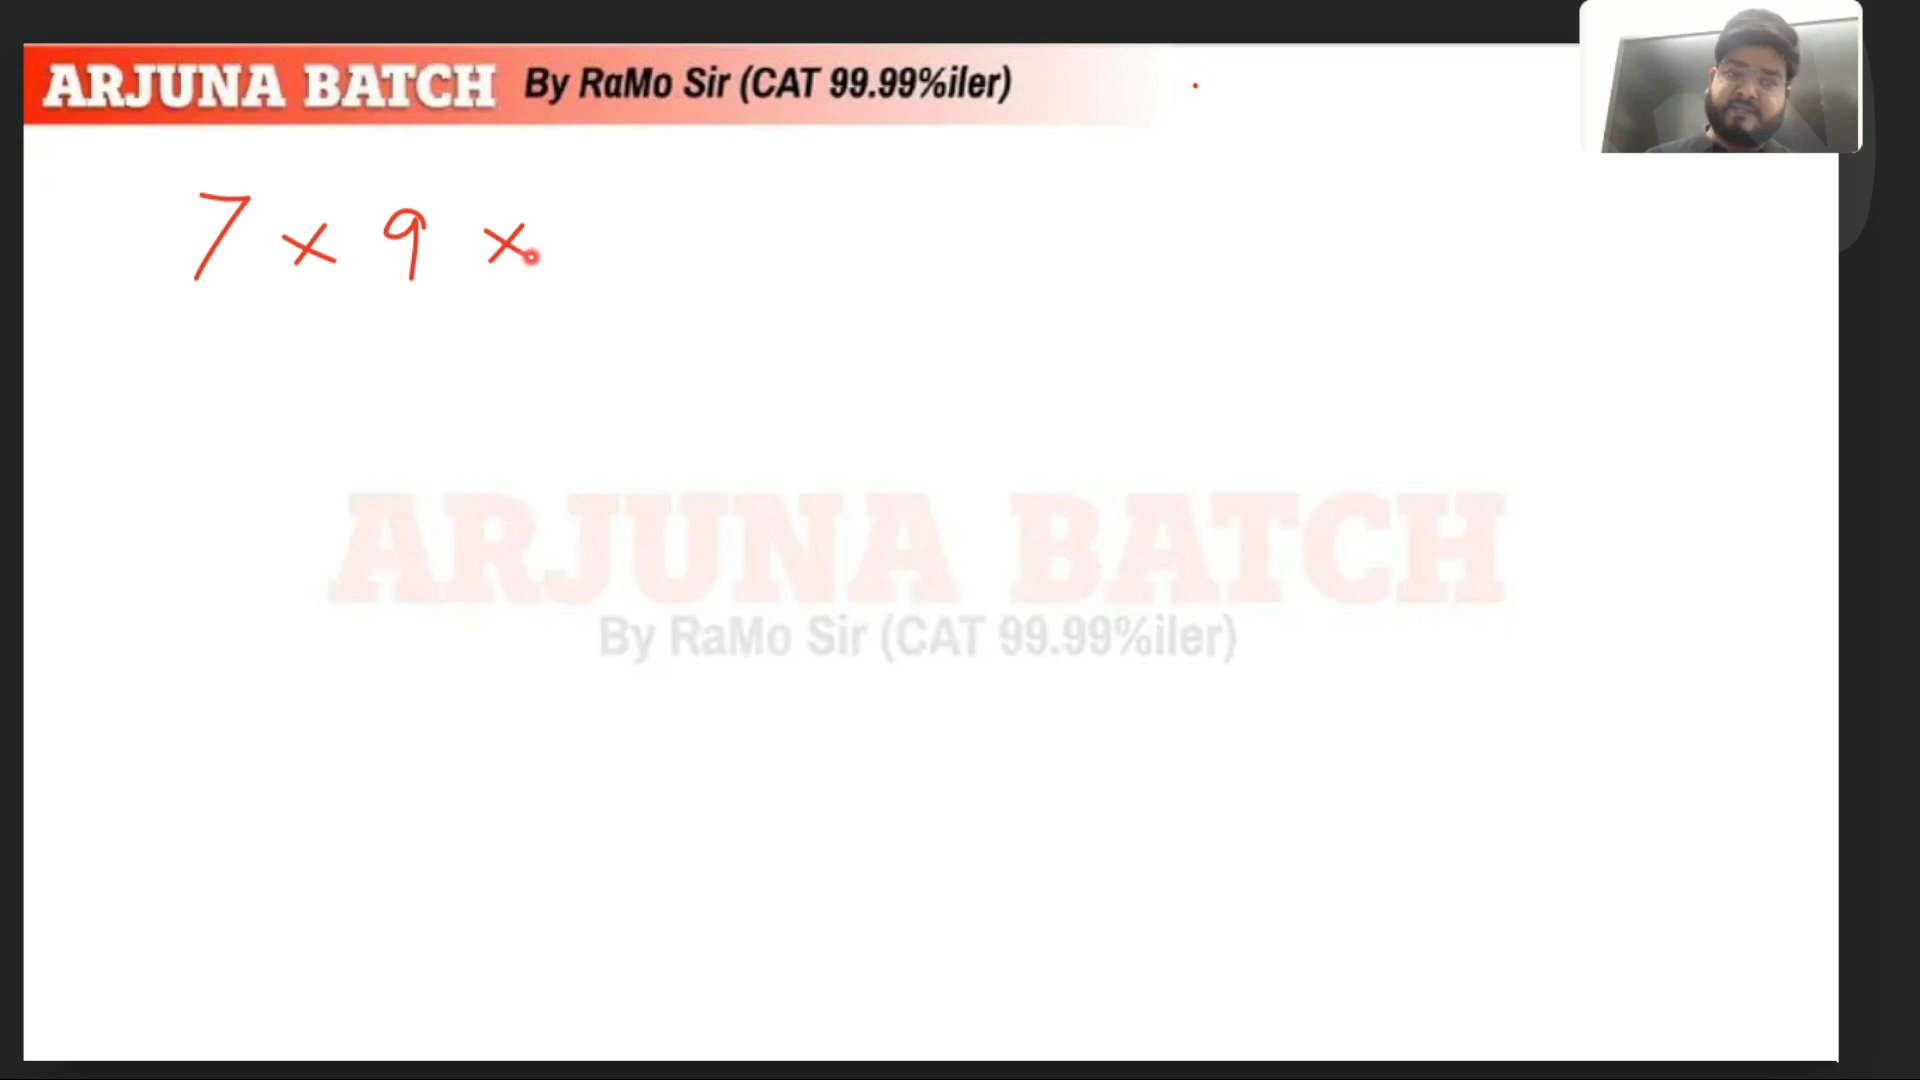 ARJUNA BATCH By RaMo Sir (CAT 99.99%iler)
7 × 9 ×
ARJUNA BATCH
By RaMo Sir (CAT 99.99%iler)